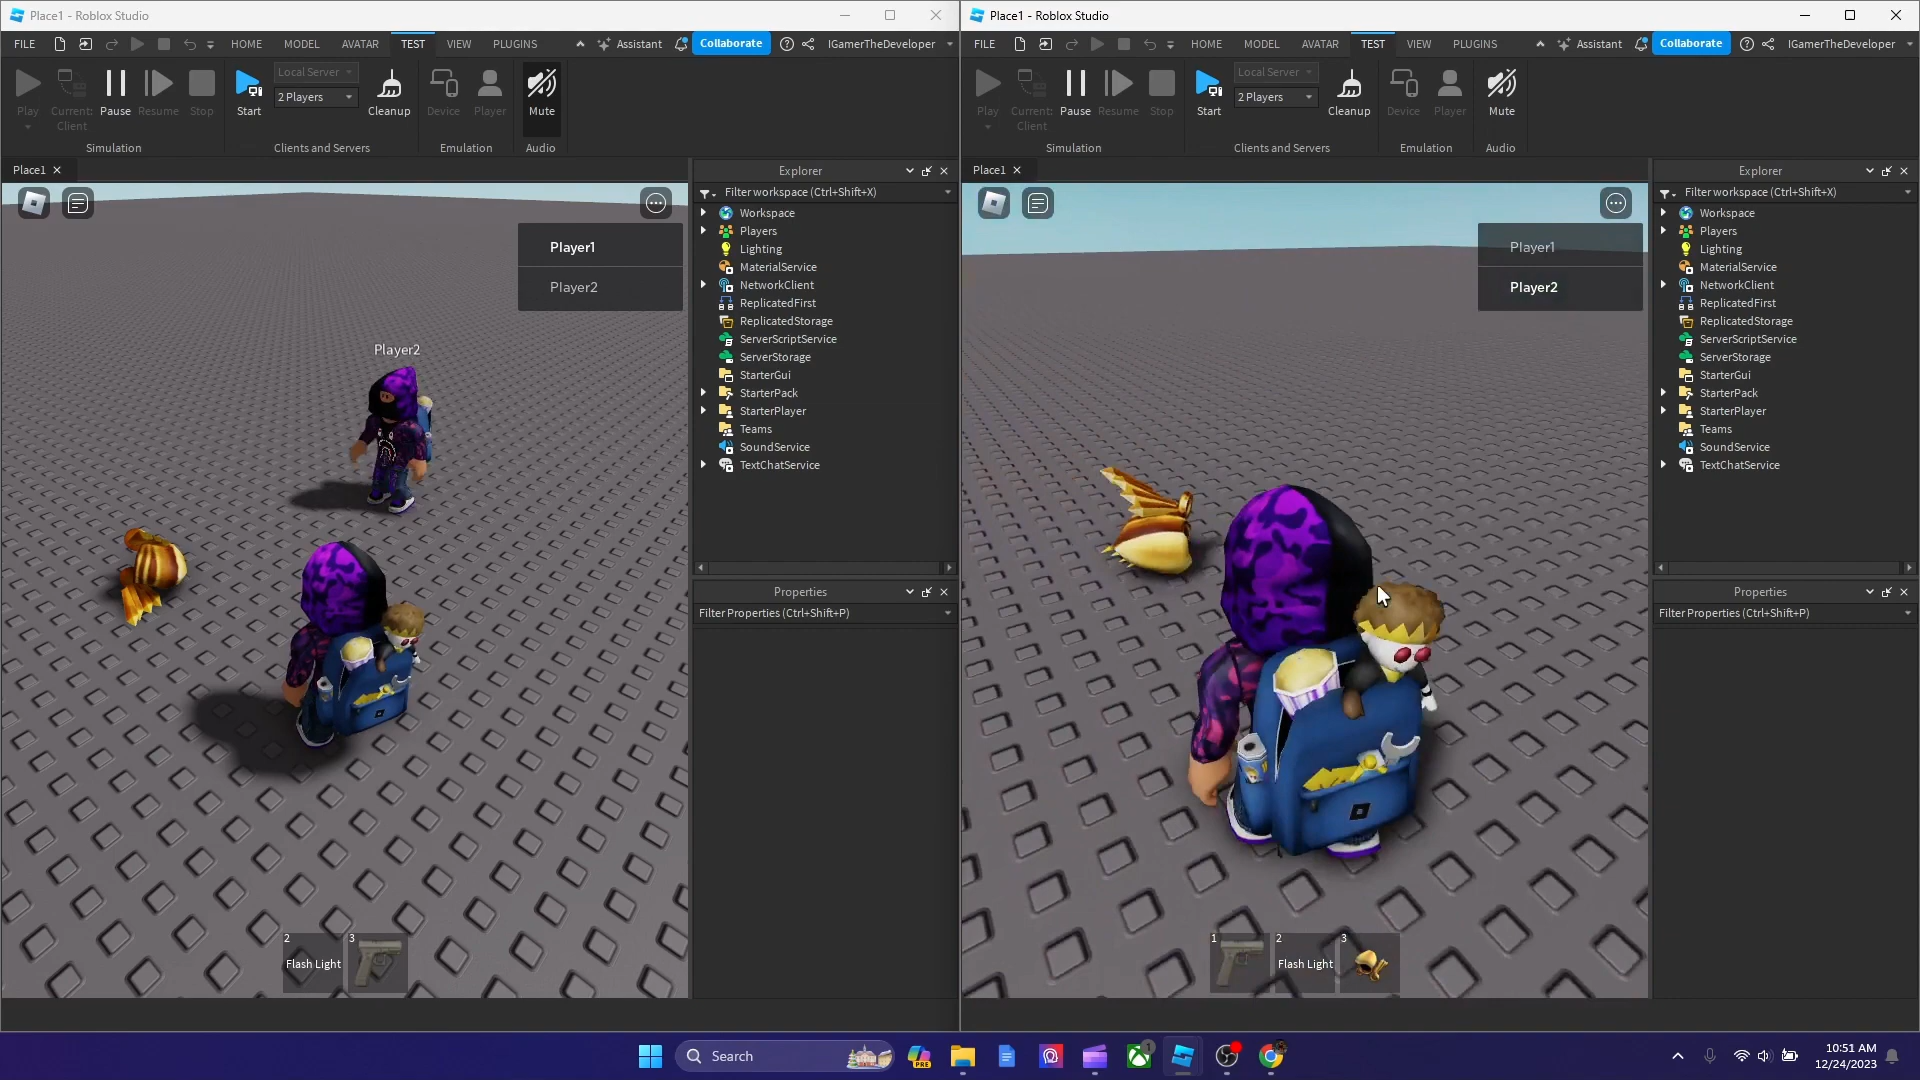 Place1 - Roblox Studio
FILE HOME MODEL AVATAR TEST VIEW PLUGINS Assistant Collaborate IGamerTheDeveloper
Local Server
2 Players
Play Current Client Pause Resume Stop Start Cleanup Device Player Mute
Simulation Clients and Servers Emulation Audio
Place1
Explorer
Filter workspace (Ctrl+Shift+X)
Workspace
Players
Lighting
MaterialService
NetworkClient
ReplicatedFirst
ReplicatedStorage
ServerScriptService
ServerStorage
StarterGui
StarterPack
StarterPlayer
Teams
SoundService
TextChatService
Properties
Filter Properties (Ctrl+Shift+P)
Player1
Player2
Player2
2
Flash Light
3
Place1 - Roblox Studio
FILE HOME MODEL AVATAR TEST VIEW PLUGINS Assistant Collaborate IGamerTheDeveloper
Local Server
2 Players
Play Current Client Pause Resume Stop Start Cleanup Device Player Mute
Simulation Clients and Servers Emulation Audio
Place1
Explorer
Filter workspace (Ctrl+Shift+X)
Workspace
Players
Lighting
MaterialService
NetworkClient
ReplicatedFirst
ReplicatedStorage
ServerScriptService
ServerStorage
StarterGui
StarterPack
StarterPlayer
Teams
SoundService
TextChatService
Properties
Filter Properties (Ctrl+Shift+P)
Player1
Player2
1
2
Flash Light
3
Search
PRE
1
10:51 AM
12/24/2023